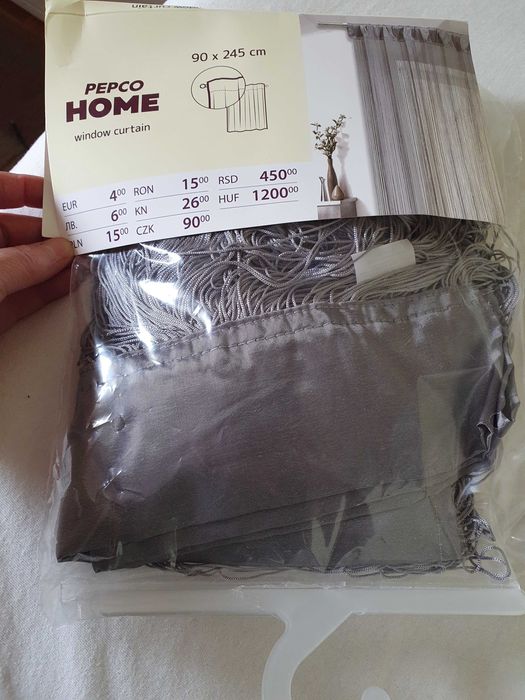 90 x 245 cm
PEPCO
HOME
window curtain
EUR 4⁰⁰ RON 15⁰⁰ RSD 450⁰⁰
ЛВ. 6⁰⁰ KN 26⁰⁰ HUF 1200⁰⁰
PLN 15⁰⁰ CZK 90⁰⁰